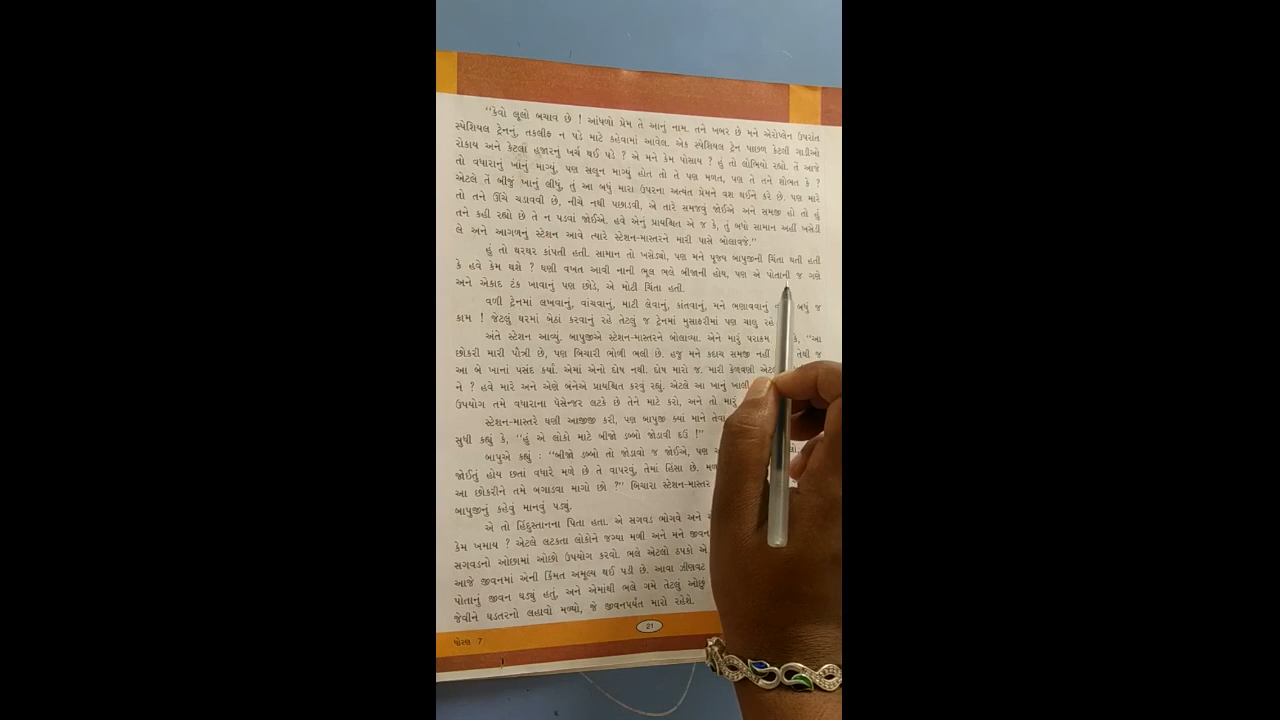 “કેવો લૂલો બચાવ છે ! આંધળો પ્રેમ તે આનું નામ. તને ખબર છે મને એરોપ્લેન ઉપરાંત
સ્પેશિયલ ટ્રેનનું, તકલીફ ન પડે માટે કહેવામાં આવેલ. એક સ્પેશિયલ ટ્રેન પાછળ કેટલી ગાડીઓ
રોકાય અને કેટલા હજારનું ખર્ચ થઈ પડે ? એ મને કેમ પોસાય ? હું તો લોભિયો રહ્યો. તેં આજે
તો વધારાનું ખાનું માગ્યું, પણ સલૂન માગ્યું હોત તો તે પણ મળત, પણ તે તને શોભત કે ?
એટલે તેં બીજું ખાનું લીધું, તું આ બધું મારા ઉપરના અત્યંત પ્રેમને વશ થઈને કરે છે. પણ મારે
તો તને ઊંચે ચડાવવી છે, નીચે નથી પાછાડવી, એ તારે સમજવું જોઈએ અને સમજી હો તો હું
તને કહી રહ્યો છે તે ન પડવાં જોઈએ. હવે એનું પ્રાયશ્ચિત એ જ કે, તું બધો સામાન અહીં ખસેડી
લે અને આગળનું સ્ટેશન આવે ત્યારે સ્ટેશન-માસ્તરને મારી પાસે બોલાવજે.”
હું તો થરથર કાંપતી હતી. સામાન તો ખસેડ્યો, પણ મને પૂજ્ય બાપુજીની ચિંતા થતી હતી
કે હવે કેમ થશે ? ઘણી વખત આવી નાની ભૂલ ભલે બીજાની હોય, પણ એ પોતાની જ ગણે
અને એકાદ ટંક ખાવાનું પણ છોડે, એ મોટી ચિંતા હતી.
વળી ટ્રેનમાં લખવાનું, વાંચવાનું, માટી લેવાનું, કાંતવાનું, મને ભણાવવાનું બધું જ
કામ ! જેટલું ઘરમાં બેઠાં કરવાનું રહે તેટલું જ ટ્રેનમાં મુસાફરીમાં પણ ચાલું રહે
અંતે સ્ટેશન આવ્યું. બાપુજીએ સ્ટેશન-માસ્તરને બોલાવ્યા. એને મારું પરાક્રમ કે, “આ
છોકરી મારી પૌત્રી છે, પણ બિચારી ભોળી ભલી છે. હજુ મને કદાચ સમજી નહીં તેથી જ
આ બે ખાનાં પસંદ કર્યાં. એમાં એનો દોષ નથી. દોષ મારો જ. મારી કેળવણી
ને ? હવે મારે અને એણે બંનેએ પ્રાયશ્ચિત કરવું રહ્યું. એટલે આ ખાનું ખાલી
ઉપયોગ તમે વધારાના પેસેન્જર લટકે છે તેને માટે કરો, અને તો મારું
સ્ટેશન-માસ્તરે ઘણી આજીજી કરી, પણ બાપુજી ક્યાં માને તેવા
સુધી કહ્યું કે, “હું એ લોકો માટે બીજો ડબ્બો જોડાવી દઉં !”
બાપુએ કહ્યું : “બીજો ડબ્બો તો જોડાવો જ જોઈએ, પણ
જોઈતું હોય છતાં વધારે મળે છે તે વાપરવું, તેમાં હિંસા છે.
આ છોકરીને તમે બગાડવા માગો છો ?” બિચારા સ્ટેશન-માસ્તર
બાપુજીનું કહેવું માનવું પડ્યું.
એ તો હિંદુસ્તાનના પિતા હતા. એ સગવડ ભોગવે અને
કેમ ખમાય ? એટલે લટકતા લોકોને જગ્યા મળી અને મને જીવન
સગવડનો ઓછામાં ઓછો ઉપયોગ કરવો. ભલે એટલો ઠપકો એ
આજે જીવનમાં એની કિંમત અમૂલ્ય થઈ પડી છે. આવા ઝીણવટ
પોતાનું જીવન ઘડ્યું હતું, અને એમાંથી ભલે ગમે તેટલું ઓછું
જેવીને ઘડતરનો લહાવો મળ્યો, જે જીવનપર્યંત મારો રહેશે.
ધોરણ 7
21